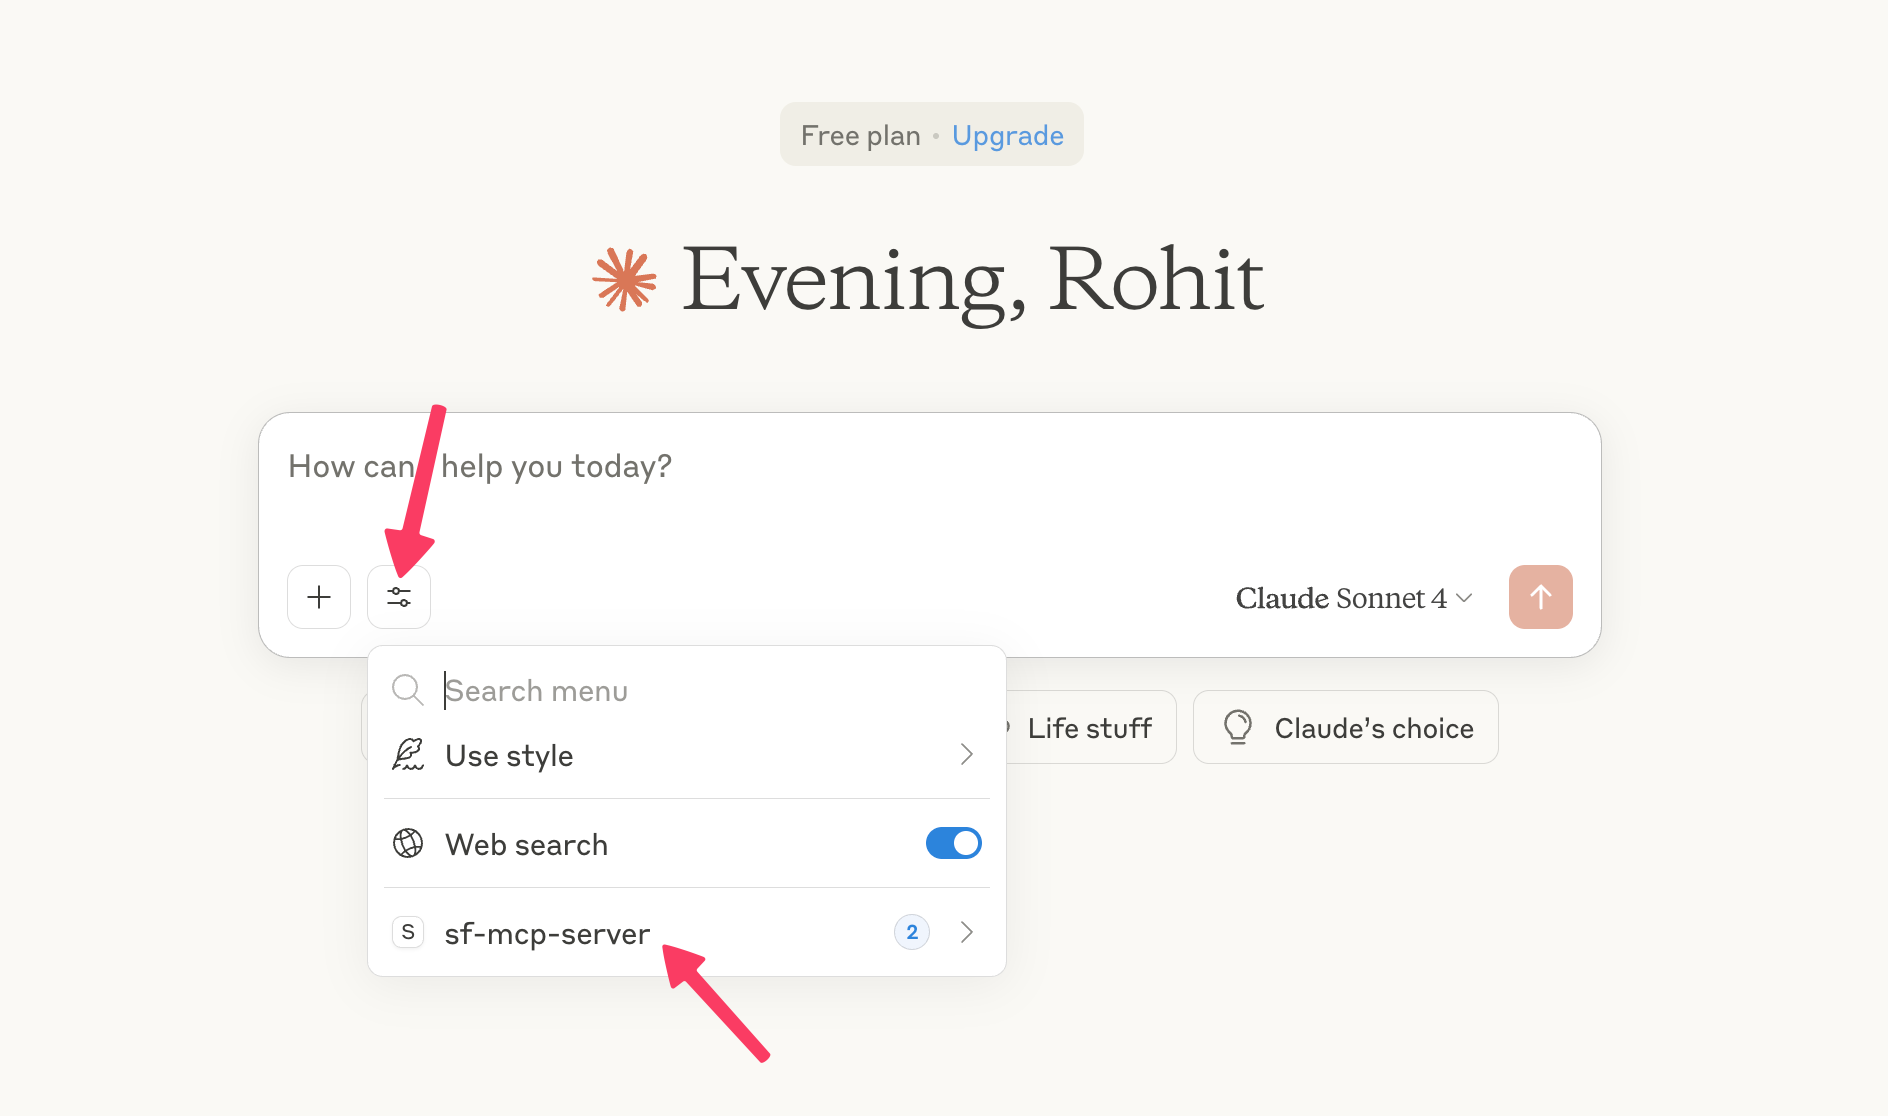 Free plan • Upgrade
Evening, Rohit
How can help you today?
Claude Sonnet 4
Search menu
Use style
Life stuff
Claude's choice
Web search
S sf-mcp-server 2